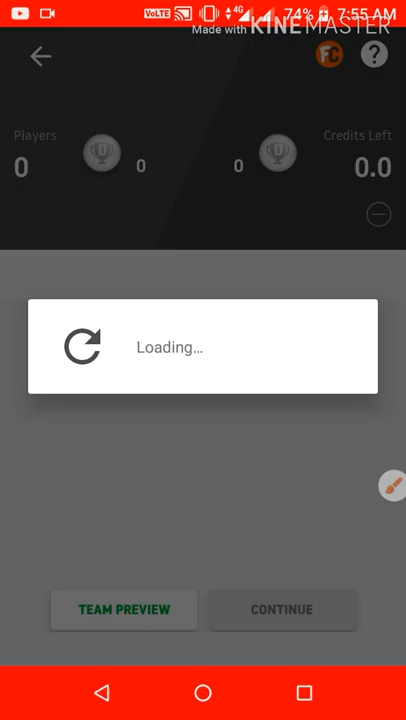 VoLTE 4G 74% 7:55 AM
Made with KINEMASTER
FC ?
Players Credits Left
0 D 0 0 D 0.0
Loading...
TEAM PREVIEW CONTINUE